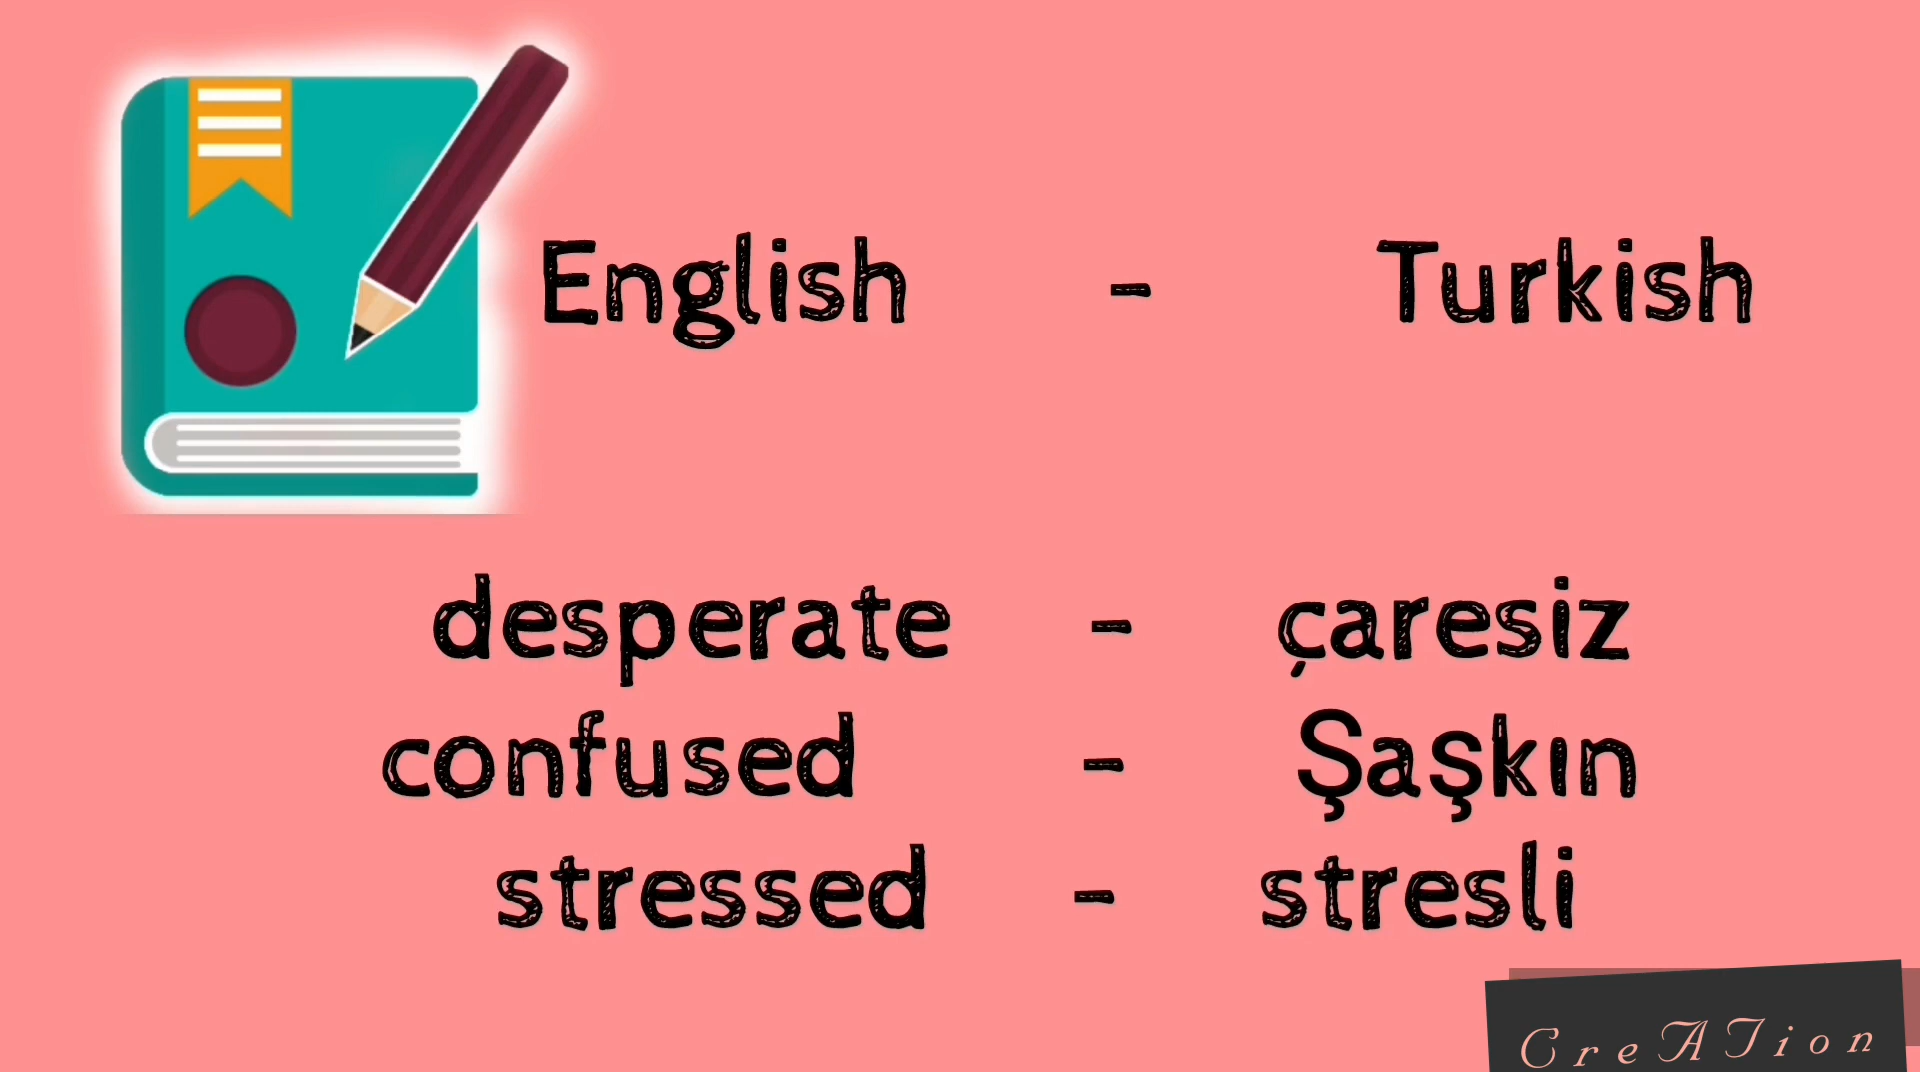 English - Turkish
desperate - çaresiz
confused - Şaşkın
stressed - stresli
CreATion